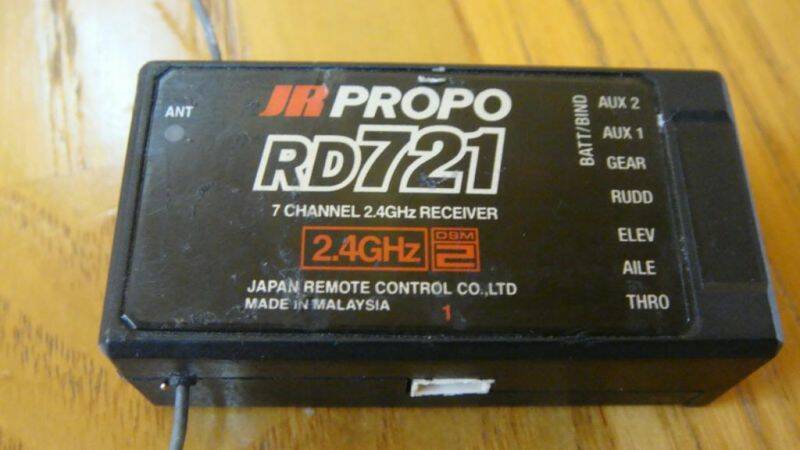 ANT
JR PROPO
RD721
7 CHANNEL 2.4GHz RECEIVER
2.4GHz DSM 2
JAPAN REMOTE CONTROL CO.,LTD
MADE IN MALAYSIA 1
BATT/BIND
AUX 2
AUX 1
GEAR
RUDD
ELEV
AILE
THRO